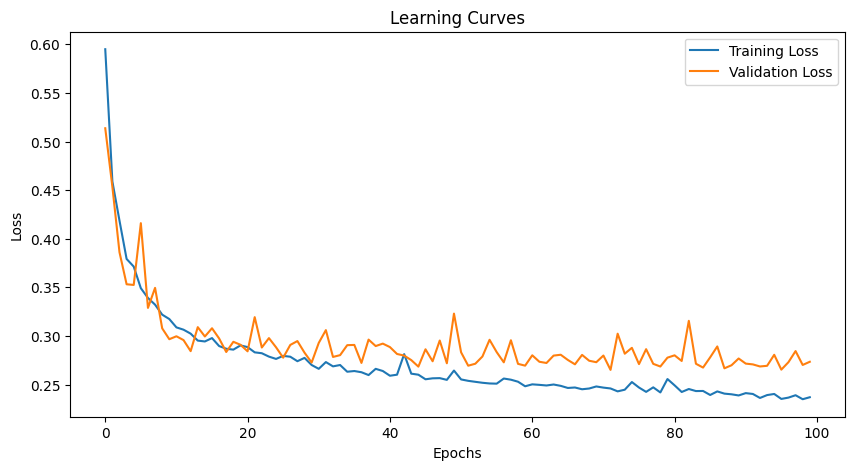 Learning Curves
Training Loss
Validation Loss
0.60
0.55
0.50
0.45
0.40
0.35
0.30
0.25
Loss
0 20 40 60 80 100
Epochs